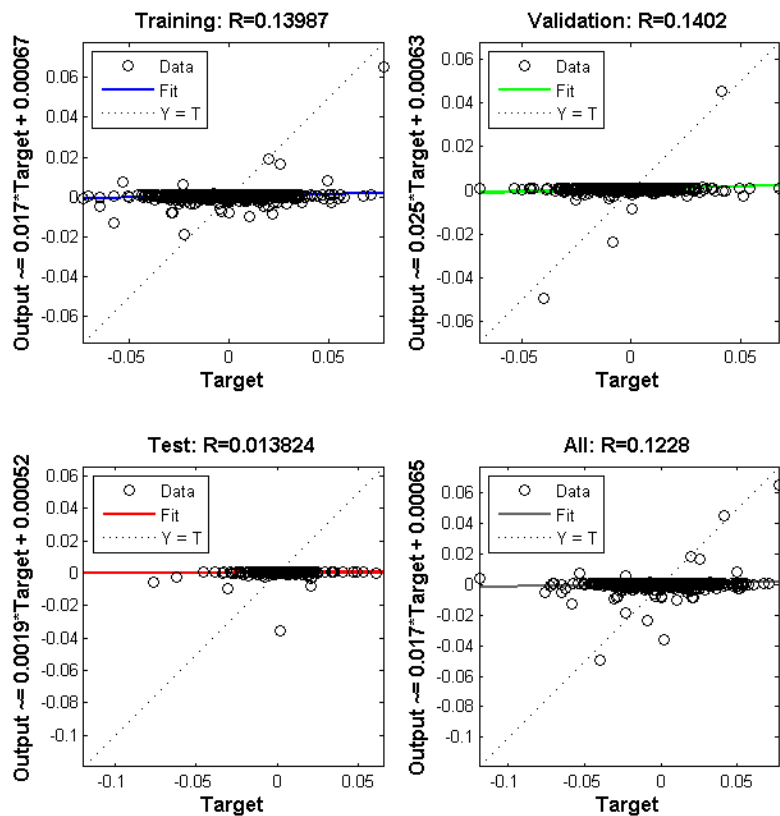 Training: R=0.13987
Output ~= 0.017*Target + 0.00067
0.06
0.04
0.02
0
-0.02
-0.04
-0.06
Data
Fit
Y = T
-0.05
0
0.05
Target
Validation: R=0.1402
Output ~= 0.025*Target + 0.00063
0.06
0.04
0.02
0
-0.02
-0.04
-0.06
Data
Fit
Y = T
-0.05
0
0.05
Target
Test: R=0.013824
Output ~= 0.0019*Target + 0.00052
0.06
0.04
0.02
0
-0.02
-0.04
-0.06
-0.08
-0.1
Data
Fit
Y = T
-0.1
-0.05
0
0.05
Target
All: R=0.1228
Output ~= 0.017*Target + 0.00065
0.06
0.04
0.02
0
-0.02
-0.04
-0.06
-0.08
-0.1
Data
Fit
Y = T
-0.1
-0.05
0
0.05
Target